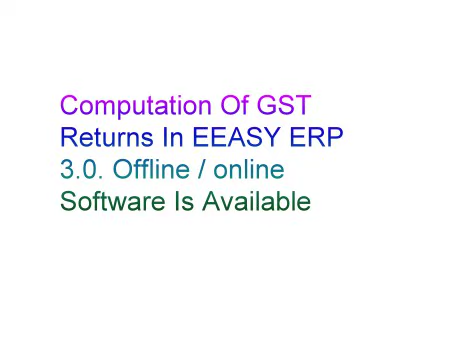 Computation Of GST
Returns In EEASY ERP
3.0. Offline / online
Software Is Available